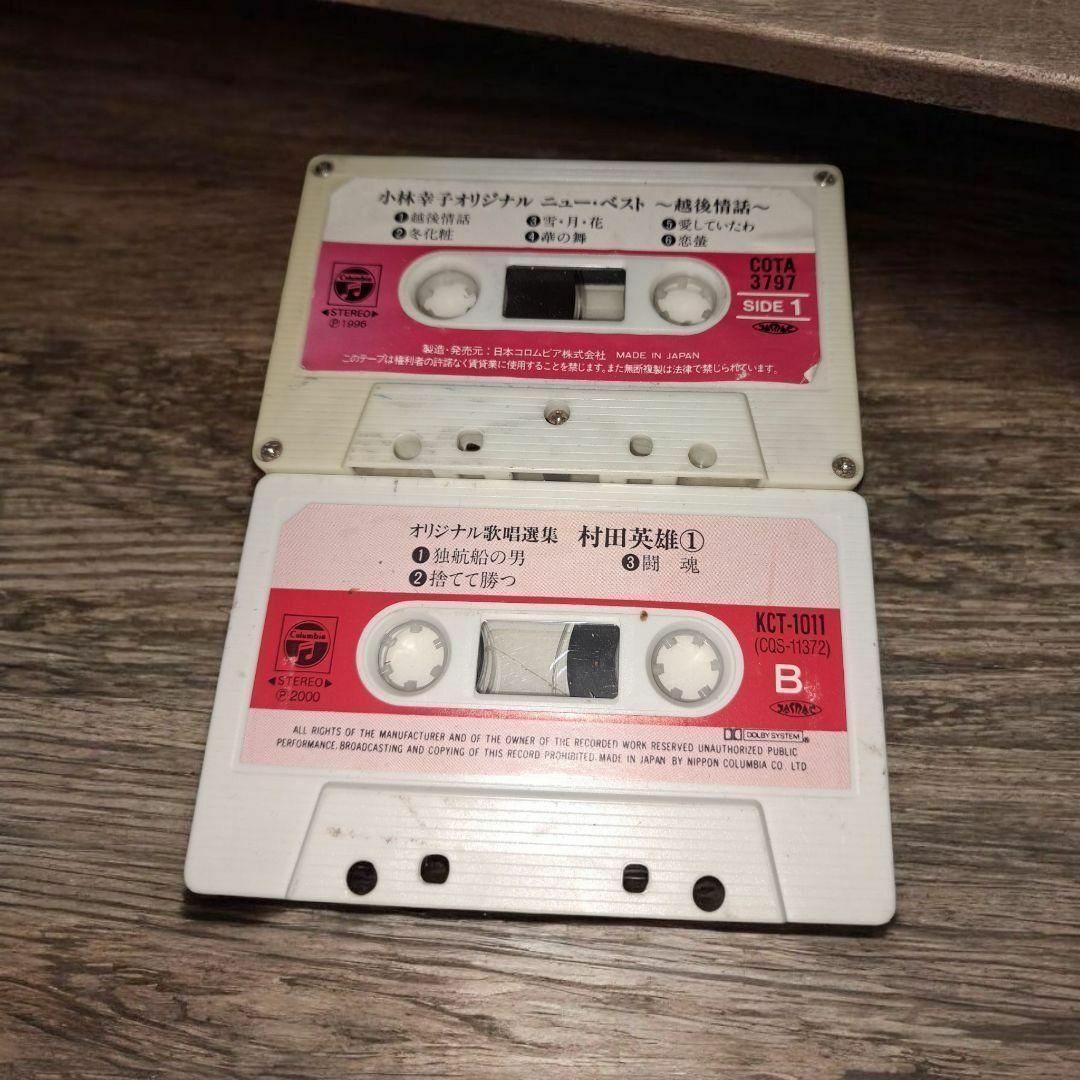 小林幸子オリジナル ニュー・ベスト 〜越後情話〜
❶越後情話 ❸雪・月・花 ❺愛していたわ
❷冬化粧 ❹華の舞 ❻恋蛍
Columbia
◀STEREO▶
Ⓟ1996
COTA
3797
SIDE 1
JASRAC
製造・発売元:日本コロムビア株式会社 MADE IN JAPAN
このテープは権利者の許諾なく賃貸業に使用することを禁じます。また無断複製は法律で禁じられています。
オリジナル歌唱選集 村田英雄①
❶独航船の男 ❸闘 魂
❷捨てて勝つ
Columbia
◀STEREO▶
Ⓟ2000
KCT-1011
(CQS-11372)
B
JASRAC
DOLBY SYSTEM
ALL RIGHTS OF THE MANUFACTURER AND OF THE OWNER OF THE RECORDED WORK RESERVED UNAUTHORIZED PUBLIC
PERFORMANCE. BROADCASTING AND COPYING OF THIS RECORD PROHIBITED. MADE IN JAPAN BY NIPPON COLUMBIA CO. LTD